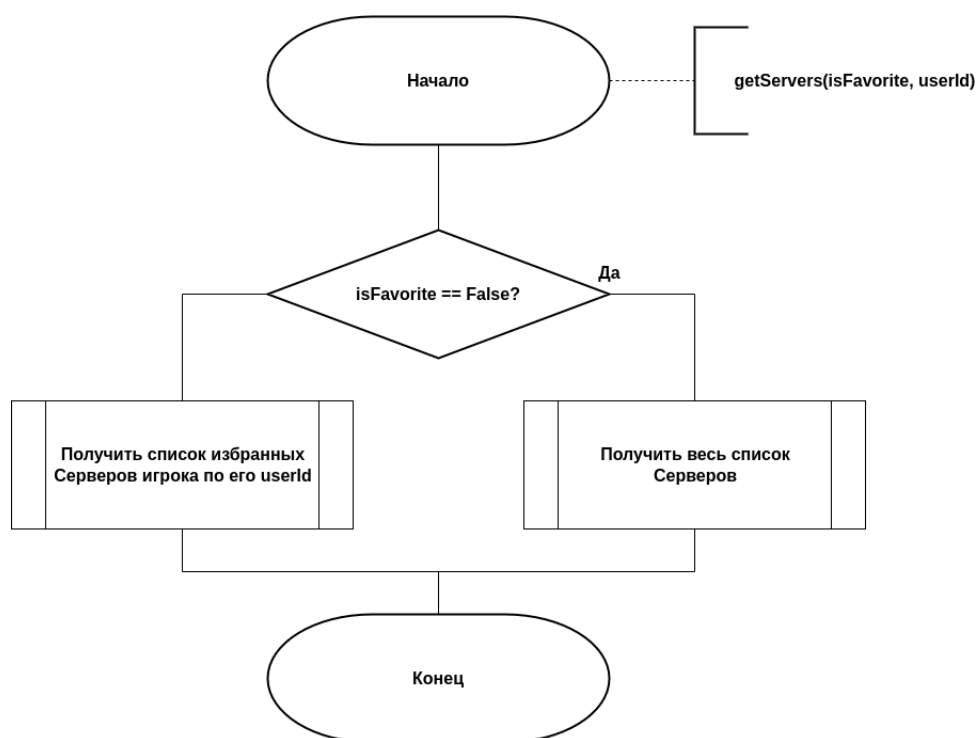 Начало
getServers(isFavorite, userId)
isFavorite == False?
Да
Получить список избранных
Серверов игрока по его userId
Получить весь список
Серверов
Конец